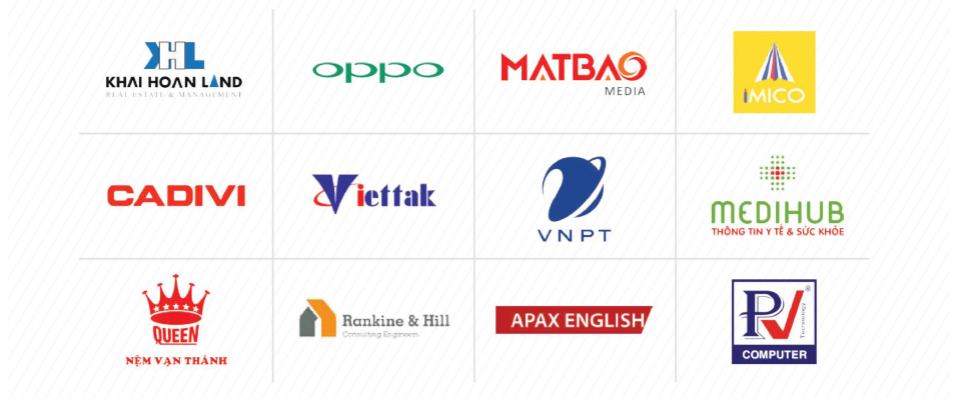 KHL
KHAI HOAN LAND
REAL ESTATE & MANAGEMENT
oppo
MATBAO
MEDIA
iMICO
CADIVI
Viettak
VNPT
MEDIHUB
THÔNG TIN Y TẾ & SỨC KHỎE
QUEEN
NỆM VẠN THÀNH
Rankine & Hill
Consulting Engineers
APAX ENGLISH
PV
®
Technology
COMPUTER